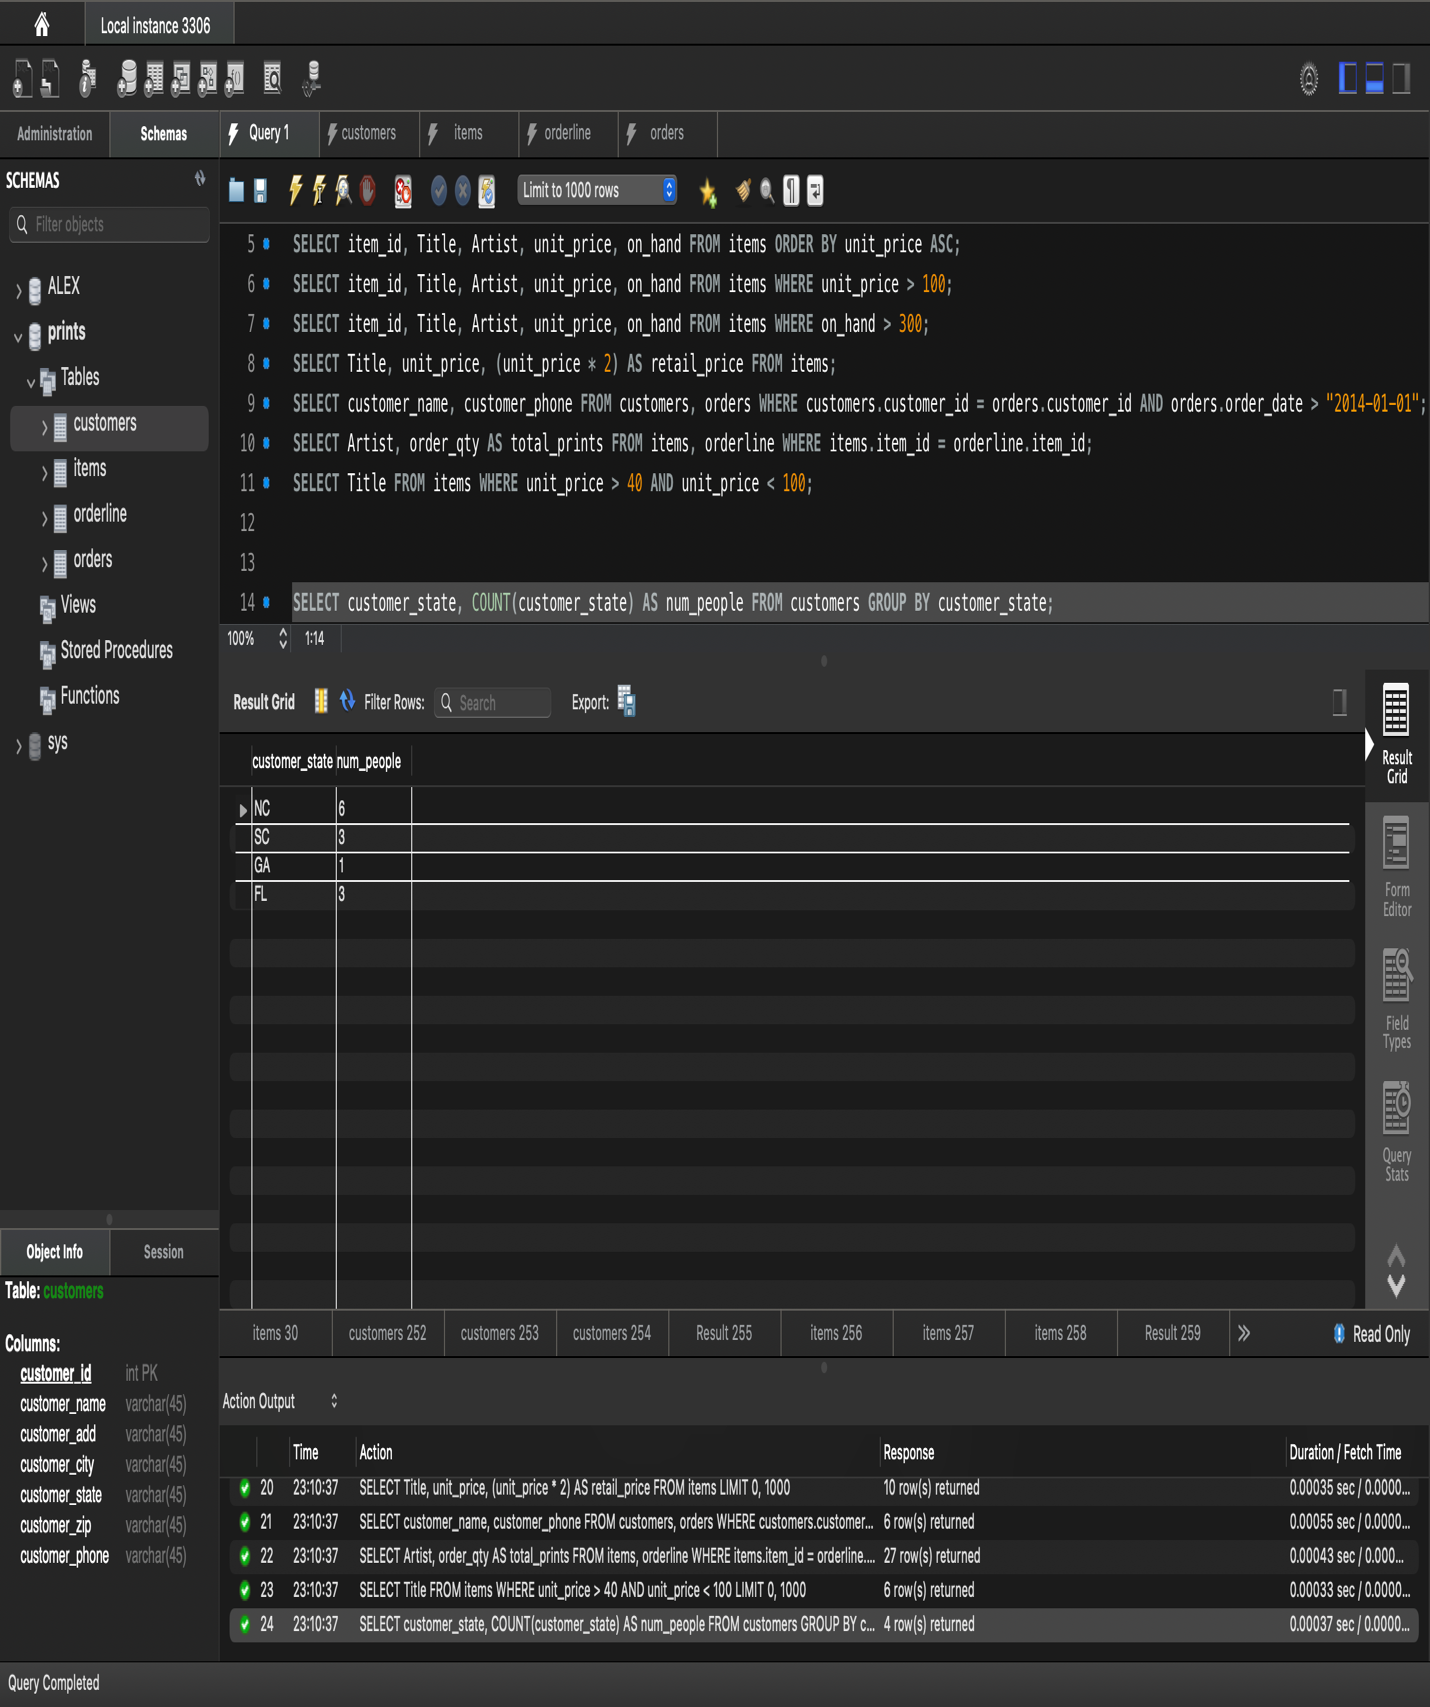 Local instance 3306
Administration Schemas Query 1 customers items orderline orders
SCHEMAS
Limit to 1000 rows
Filter objects
ALEX
prints
Tables
customers
items
orderline
orders
Views
Stored Procedures
Functions
sys
5 SELECT item_id, Title, Artist, unit_price, on_hand FROM items ORDER BY unit_price ASC;
6 SELECT item_id, Title, Artist, unit_price, on_hand FROM items WHERE unit_price > 100;
7 SELECT item_id, Title, Artist, unit_price, on_hand FROM items WHERE on_hand > 300;
8 SELECT Title, unit_price, (unit_price * 2) AS retail_price FROM items;
9 SELECT customer_name, customer_phone FROM customers, orders WHERE customers.customer_id = orders.customer_id AND orders.order_date > "2014-01-01";
10 SELECT Artist, order_qty AS total_prints FROM items, orderline WHERE items.item_id = orderline.item_id;
11 SELECT Title FROM items WHERE unit_price > 40 AND unit_price < 100;
12
13
14 SELECT customer_state, COUNT(customer_state) AS num_people FROM customers GROUP BY customer_state;
100% 1:14
Result Grid Filter Rows: Search Export:
customer_state num_people
NC 6
SC 3
GA 1
FL 3
Result
Grid
Form
Editor
Field
Types
Query
Stats
Object Info Session
Table: customers
Columns:
customer_id int PK
customer_name varchar(45)
customer_add varchar(45)
customer_city varchar(45)
customer_state varchar(45)
customer_zip varchar(45)
customer_phone varchar(45)
items 30 customers 252 customers 253 customers 254 Result 255 items 256 items 257 items 258 Result 259 Read Only
Action Output
Time Action Response Duration / Fetch Time
20 23:10:37 SELECT Title, unit_price, (unit_price * 2) AS retail_price FROM items LIMIT 0, 1000 10 row(s) returned 0.00035 sec / 0.0000...
21 23:10:37 SELECT customer_name, customer_phone FROM customers, orders WHERE customers.customer... 6 row(s) returned 0.00055 sec / 0.0000...
22 23:10:37 SELECT Artist, order_qty AS total_prints FROM items, orderline WHERE items.item_id = orderline.... 27 row(s) returned 0.00043 sec / 0.000...
23 23:10:37 SELECT Title FROM items WHERE unit_price > 40 AND unit_price < 100 LIMIT 0, 1000 6 row(s) returned 0.00033 sec / 0.0000...
24 23:10:37 SELECT customer_state, COUNT(customer_state) AS num_people FROM customers GROUP BY c... 4 row(s) returned 0.00037 sec / 0.0000...
Query Completed